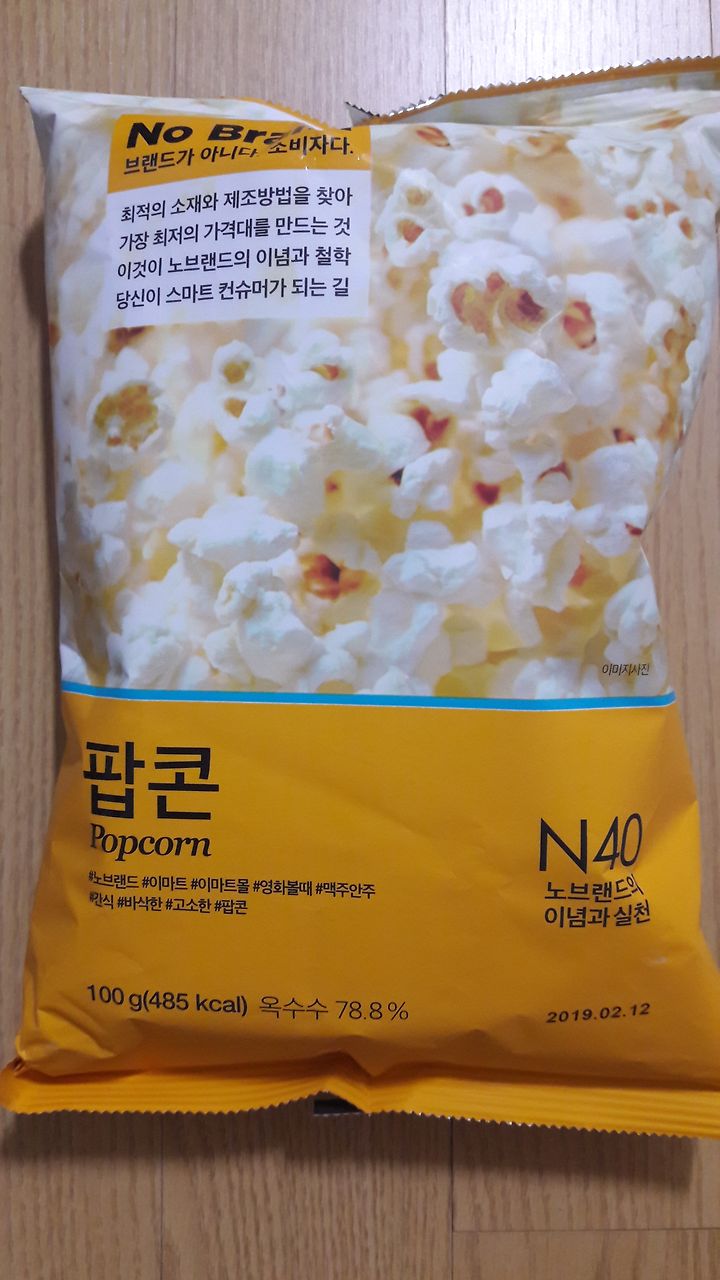 No Brand
브랜드가 아니다. 소비자다.
최적의 소재와 제조방법을 찾아
가장 최저의 가격대를 만드는 것
이것이 노브랜드의 이념과 철학
당신이 스마트 컨슈머가 되는 길
이미지사진
팝콘
Popcorn
#노브랜드 #이마트 #이마트몰 #영화볼때 #맥주안주
#간식 #바삭한 #고소한 #팝콘
N40
노브랜드의
이념과 실천
100 g(485 kcal) 옥수수 78.8 %
2019.02.12